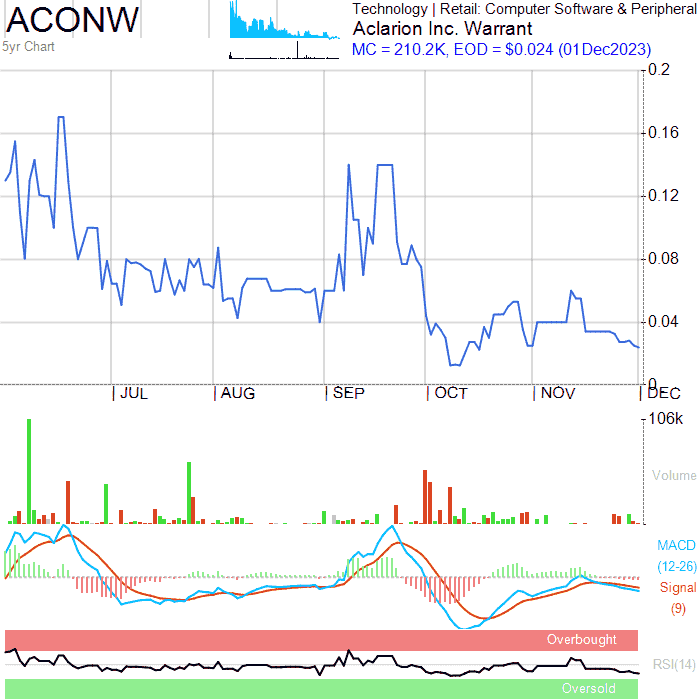 ACONW
5yr Chart
Technology | Retail: Computer Software & Peripheral
Aclarion Inc. Warrant
MC = 210.2K, EOD = $0.024 (01Dec2023)
0.2
0.16
0.12
0.08
0.04
0
JUL
AUG
SEP
OCT
NOV
DEC
106k
Volume
MACD
(12-26)
Signal
(9)
Overbought
RSI(14)
Oversold